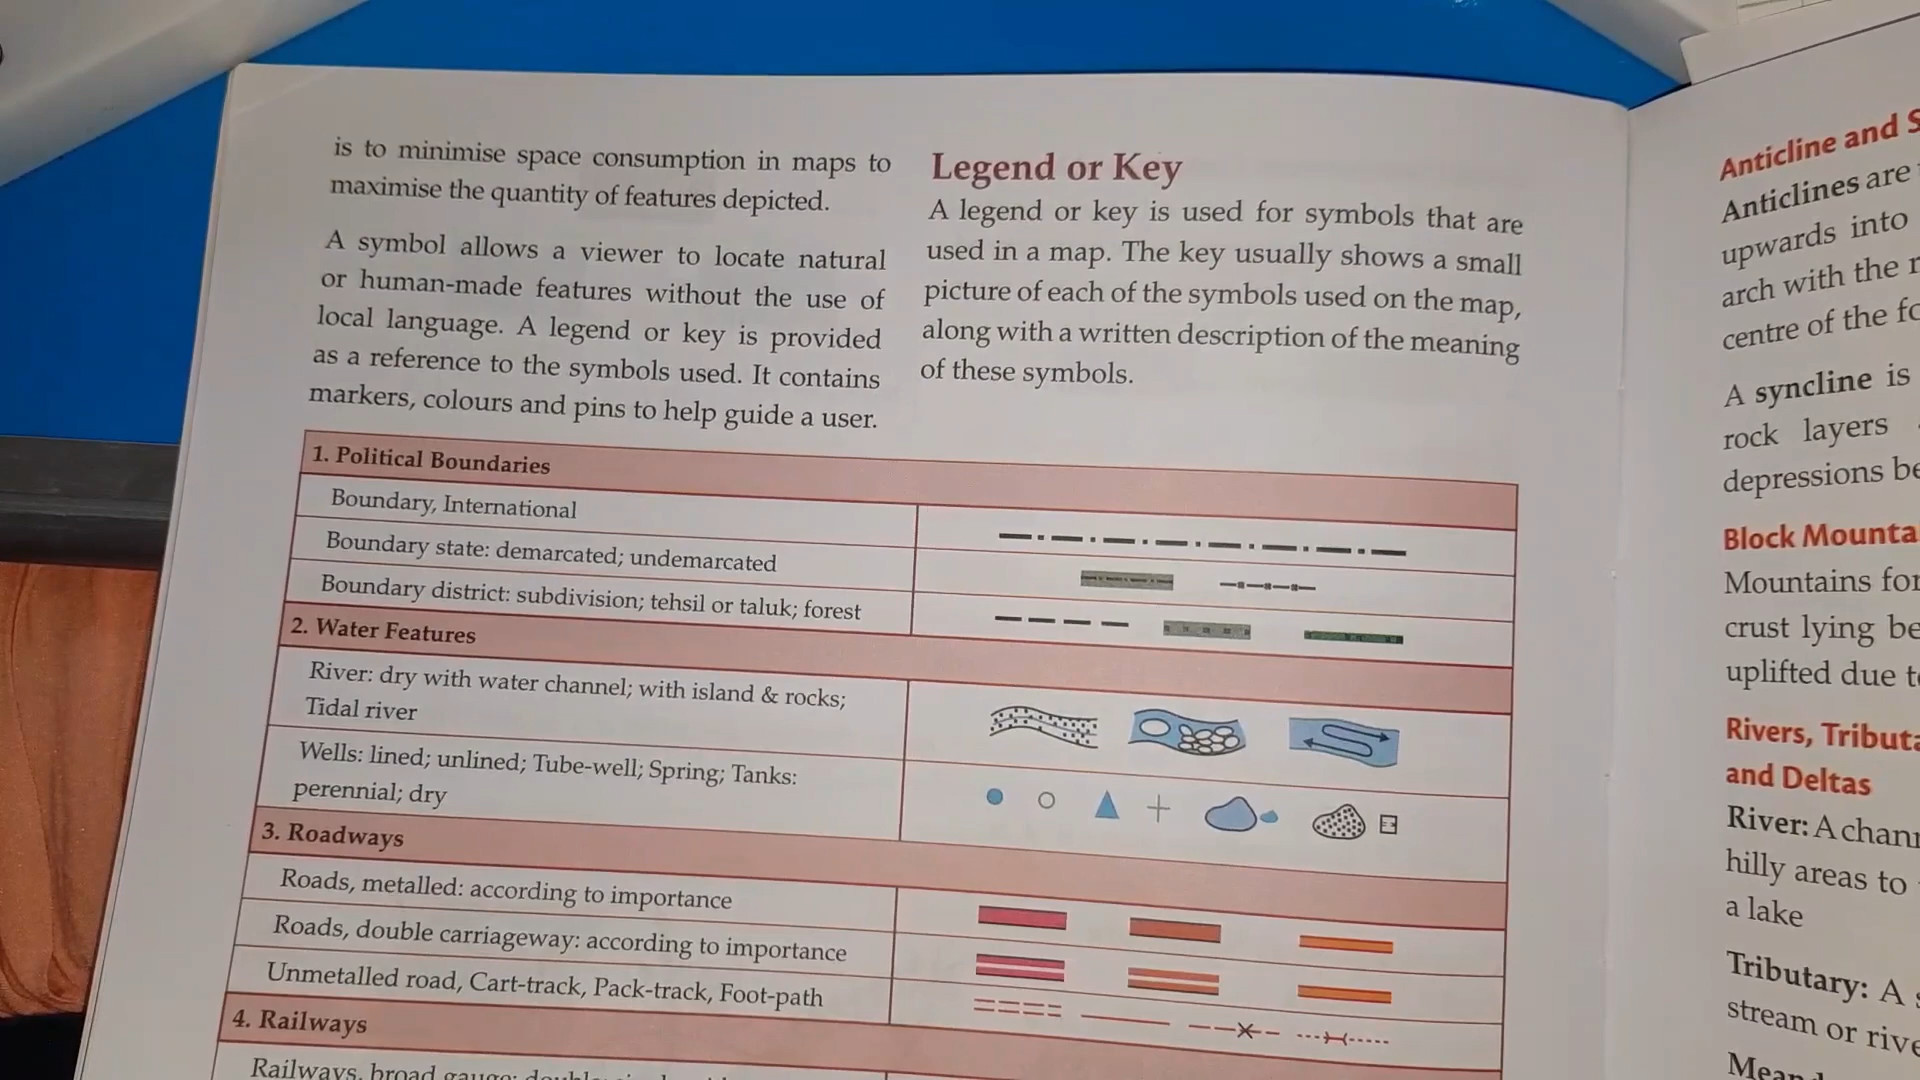 is to minimise space consumption in maps to
maximise the quantity of features depicted.
A symbol allows a viewer to locate natural
or human-made features without the use of
local language. A legend or key is provided
as a reference to the symbols used. It contains
markers, colours and pins to help guide a user.
Legend or Key
A legend or key is used for symbols that are
used in a map. The key usually shows a small
picture of each of the symbols used on the map,
along with a written description of the meaning
of these symbols.
1. Political Boundaries
Boundary, International
Boundary state: demarcated; undemarcated
Boundary district: subdivision; tehsil or taluk; forest
2. Water Features
River: dry with water channel; with island & rocks;
Tidal river
Wells: lined; unlined; Tube-well; Spring; Tanks:
perennial; dry
3. Roadways
Roads, metalled: according to importance
Roads, double carriageway: according to importance
Unmetalled road, Cart-track, Pack-track, Foot-path
4. Railways
Railways, broad gauge:
Anticline and
Anticlines are
upwards into
arch with the
centre of the
A syncline is
rock layers
depressions
Block
Mountains
crust lying
uplifted due
Rivers,
and Deltas
River: A
hilly areas to
a lake
Tributary: A
stream or